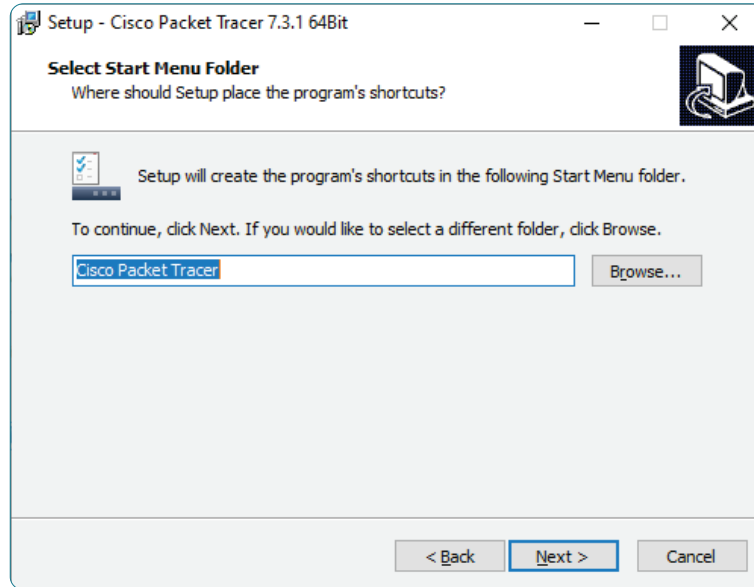 Setup - Cisco Packet Tracer 7.3.1 64Bit
Select Start Menu Folder
Where should Setup place the program's shortcuts?
Setup will create the program's shortcuts in the following Start Menu folder.
To continue, click Next. If you would like to select a different folder, click Browse.
Cisco Packet Tracer
Browse...
< Back
Next >
Cancel